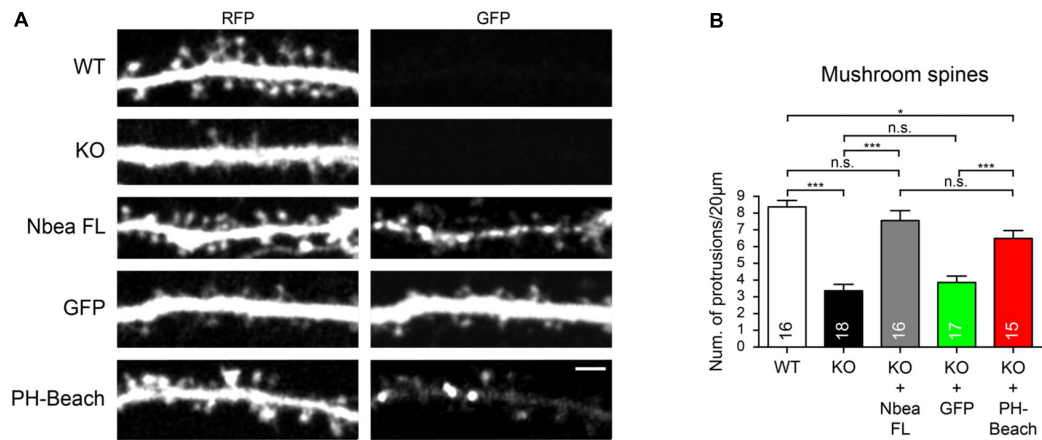 A
RFP
GFP
WT
KO
Nbea FL
GFP
PH-Beach
B
Mushroom spines
*
n.s.
***
n.s.
***
***
n.s.
Num. of protrusions/20µm
9
8
7
6
5
4
3
2
1
0
16
18
16
17
15
WT
KO
KO
+
Nbea
FL
KO
+
GFP
KO
+
PH-
Beach